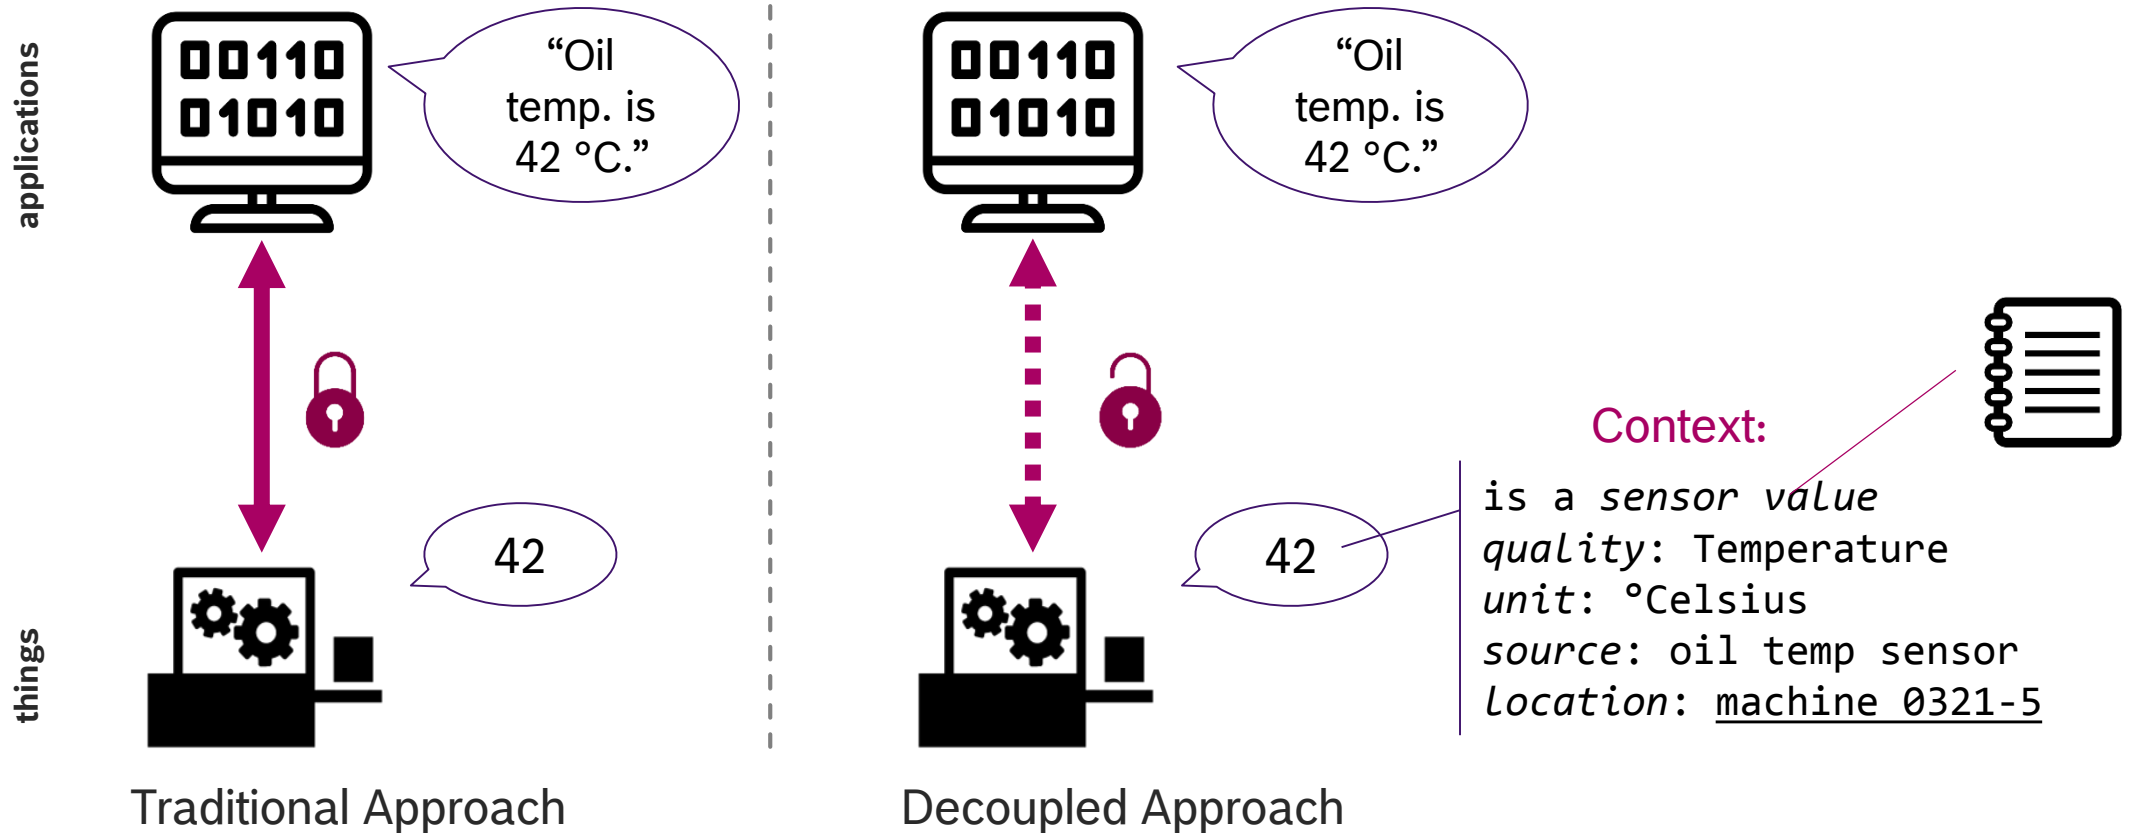 applications
00110
01010
“Oil
temp. is
42 °C.”
things
42
Traditional Approach
00110
01010
“Oil
temp. is
42 °C.”
42
Context:
is a sensor value
quality: Temperature
unit: °Celsius
source: oil temp sensor
location: machine 0321-5
Decoupled Approach